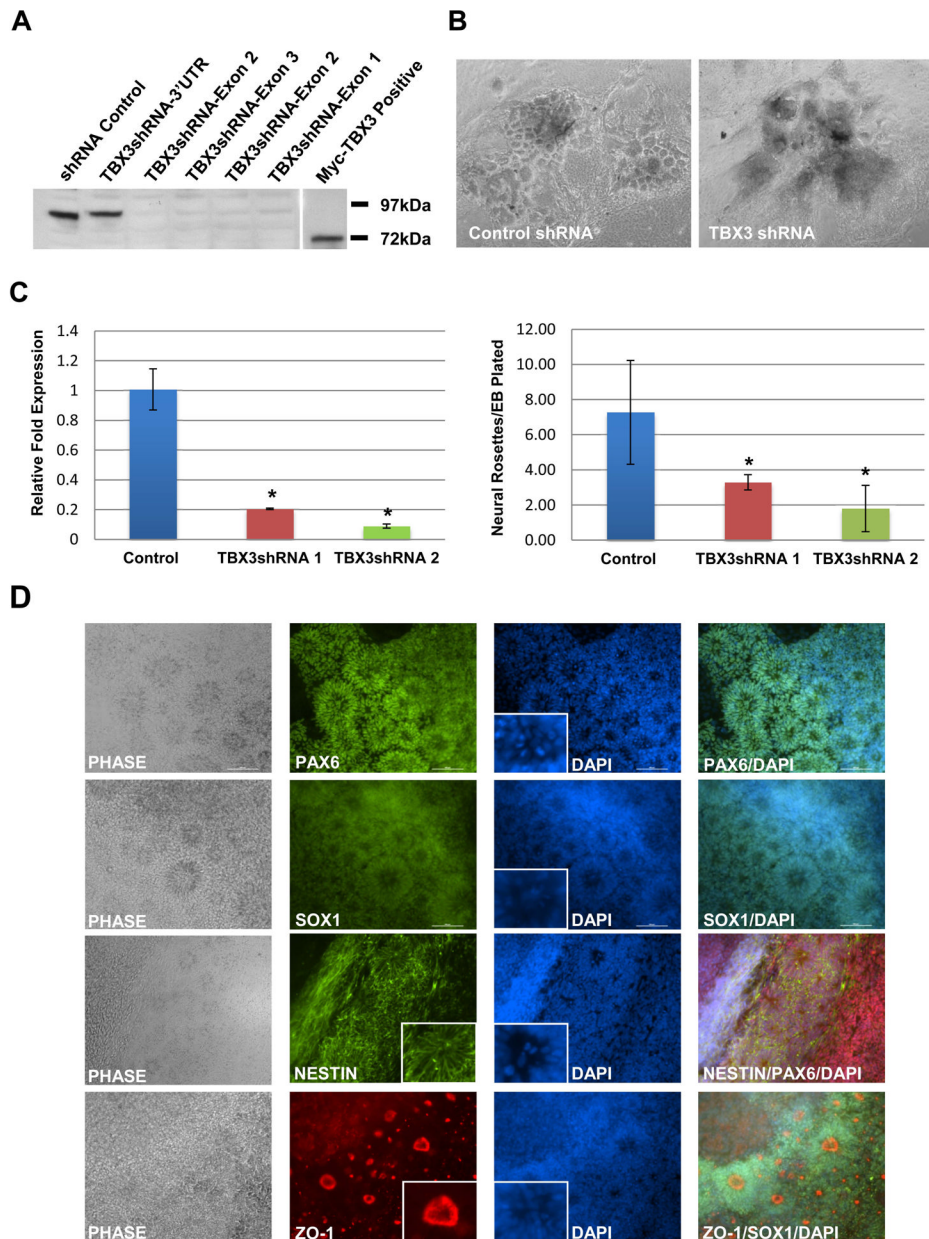 A
shRNA Control
TBX3shRNA-3'UTR
TBX3shRNA-Exon 2
TBX3shRNA-Exon 3
TBX3shRNA-Exon 2
TBX3shRNA-Exon 1
Myc-TBX3 Positive
97kDa
72kDa
B
Control shRNA
TBX3 shRNA
C
Relative Fold Expression
1.4
1.2
1
0.8
0.6
0.4
0.2
0
*
*
Control
TBX3shRNA 1
TBX3shRNA 2
Neural Rosettes/EB Plated
12.00
10.00
8.00
6.00
4.00
2.00
0.00
*
*
Control
TBX3shRNA 1
TBX3shRNA 2
D
PHASE
PAX6
DAPI
PAX6/DAPI
PHASE
SOX1
DAPI
SOX1/DAPI
PHASE
NESTIN
DAPI
NESTIN/PAX6/DAPI
PHASE
ZO-1
DAPI
ZO-1/SOX1/DAPI